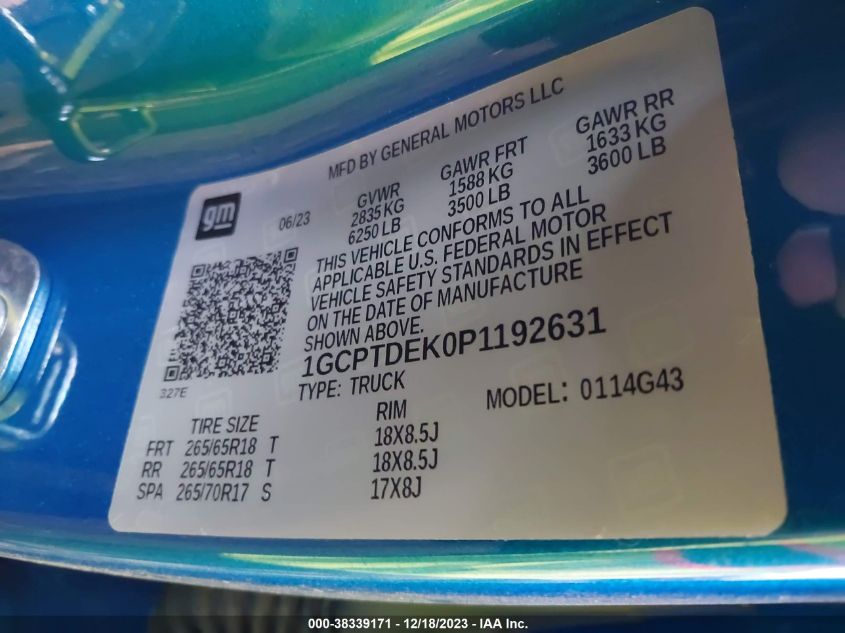 MFD BY GENERAL MOTORS LLC
gm
06/23
GVWR
2835 KG
6250 LB
GAWR FRT
1588 KG
3500 LB
GAWR RR
1633 KG
3600 LB
THIS VEHICLE CONFORMS TO ALL
APPLICABLE U.S. FEDERAL MOTOR
VEHICLE SAFETY STANDARDS IN EFFECT
ON THE DATE OF MANUFACTURE
SHOWN ABOVE.
1GCPTDEK0P1192631
327E
TYPE: TRUCK
MODEL: 0114G43
TIRE SIZE RIM
FRT 265/65R18 T 18X8.5J
RR 265/65R18 T 18X8.5J
SPA 265/70R17 S 17X8J
000-38339171 - 12/18/2023 - IAA Inc.